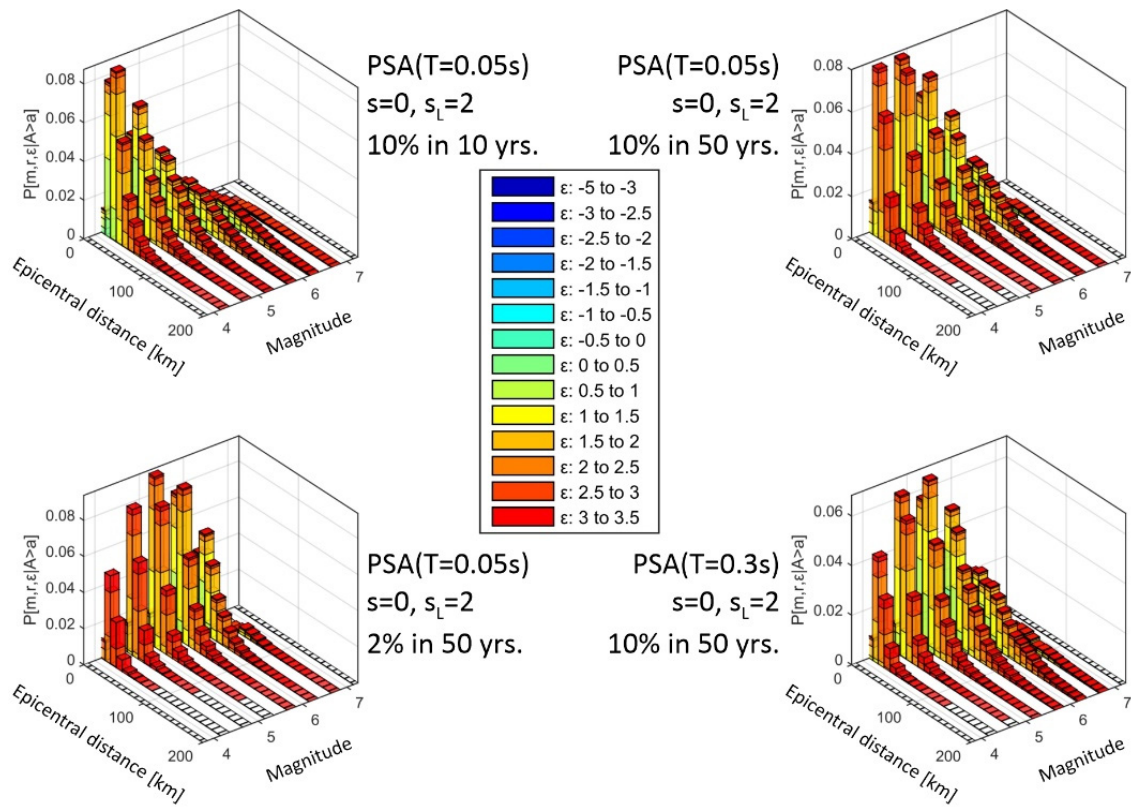 P[m,r,ε|A>a]
0.08
0.06
0.04
0.02
0
0
100
200
Epicentral distance [km]
4
5
6
7
Magnitude
PSA(T=0.05s)
s=0, sL=2
10% in 10 yrs.
PSA(T=0.05s)
s=0, sL=2
10% in 50 yrs.
P[m,r,ε|A>a]
0.08
0.06
0.04
0.02
0
0
100
200
Epicentral distance [km]
4
5
6
7
Magnitude
ε: -5 to -3
ε: -3 to -2.5
ε: -2.5 to -2
ε: -2 to -1.5
ε: -1.5 to -1
ε: -1 to -0.5
ε: -0.5 to 0
ε: 0 to 0.5
ε: 0.5 to 1
ε: 1 to 1.5
ε: 1.5 to 2
ε: 2 to 2.5
ε: 2.5 to 3
ε: 3 to 3.5
P[m,r,ε|A>a]
0.08
0.06
0.04
0.02
0
0
100
200
Epicentral distance [km]
4
5
6
7
Magnitude
PSA(T=0.05s)
s=0, sL=2
2% in 50 yrs.
PSA(T=0.3s)
s=0, sL=2
10% in 50 yrs.
P[m,r,ε|A>a]
0.06
0.04
0.02
0
0
100
200
Epicentral distance [km]
4
5
6
7
Magnitude